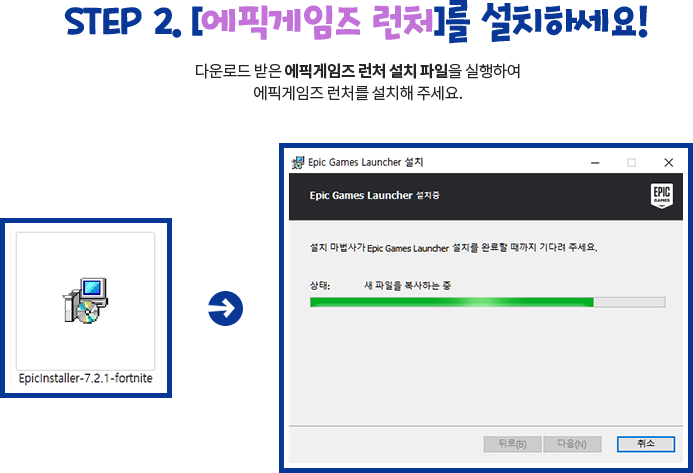 STEP 2. [에픽게임즈 런처]를 설치하세요!
다운로드 받은 에픽게임즈 런처 설치 파일을 실행하여
에픽게임즈 런처를 설치해 주세요.
EpicInstaller-7.2.1-fortnite
Epic Games Launcher 설치
Epic Games Launcher 설치중
EPIC
GAMES
설치 마법사가 Epic Games Launcher 설치를 완료할 때까지 기다려 주세요.
상태: 새 파일을 복사하는 중
뒤로(B) 다음(N) 취소